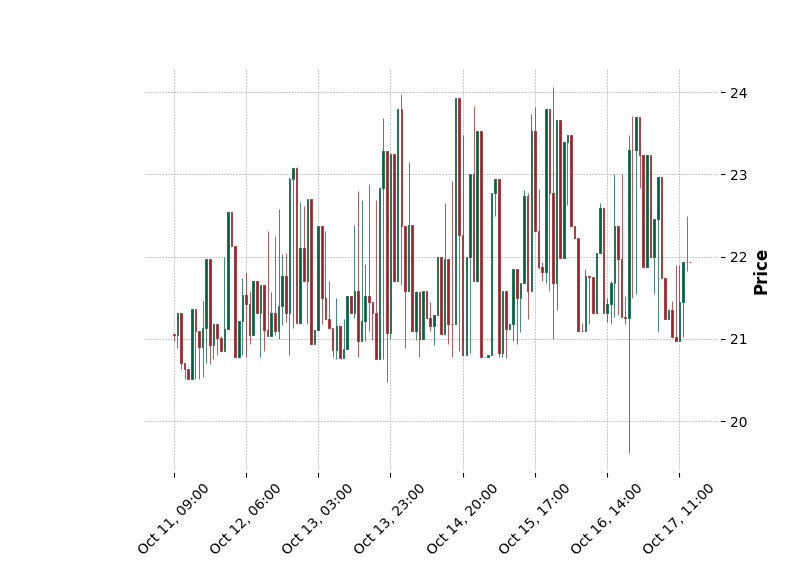 24
23
22
21
20
Price
Oct 11, 09:00
Oct 12, 06:00
Oct 13, 03:00
Oct 13, 23:00
Oct 14, 20:00
Oct 15, 17:00
Oct 16, 14:00
Oct 17, 11:00